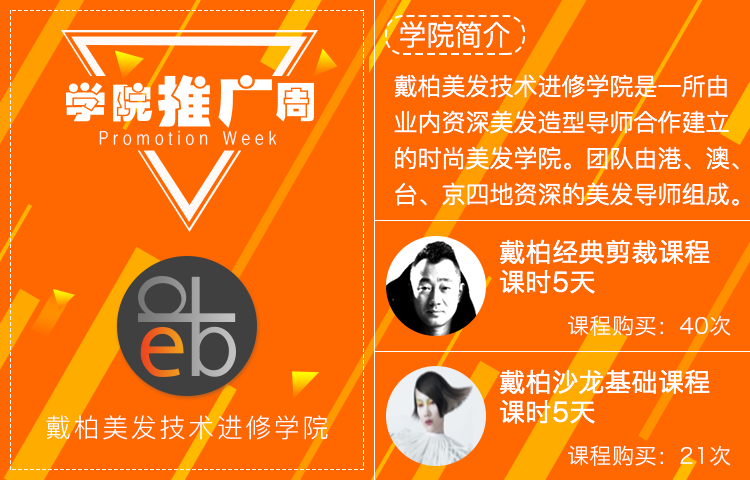 学院推广周
Promotion Week
eb
戴柏美发技术进修学院
学院简介
戴柏美发技术进修学院是一所由
业内资深美发造型导师合作建立
的时尚美发学院。团队由港、澳、
台、京四地资深的美发导师组成。
戴柏经典剪裁课程
课时5天
课程购买：40次
戴柏沙龙基础课程
课时5天
课程购买：21次